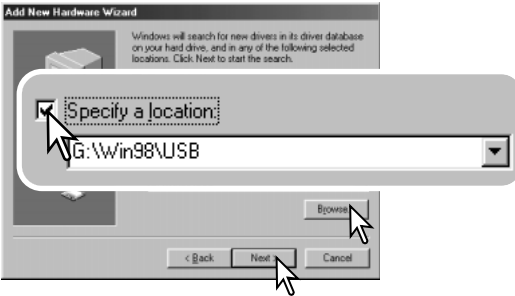 Add New Hardware Wizard
Windows will search for new drivers in its driver database
on your hard drive, and in any of the following selected
locations. Click Next to start the search.
Specify a location:
G:\Win98\USB
Browse...
< Back
Next >
Cancel